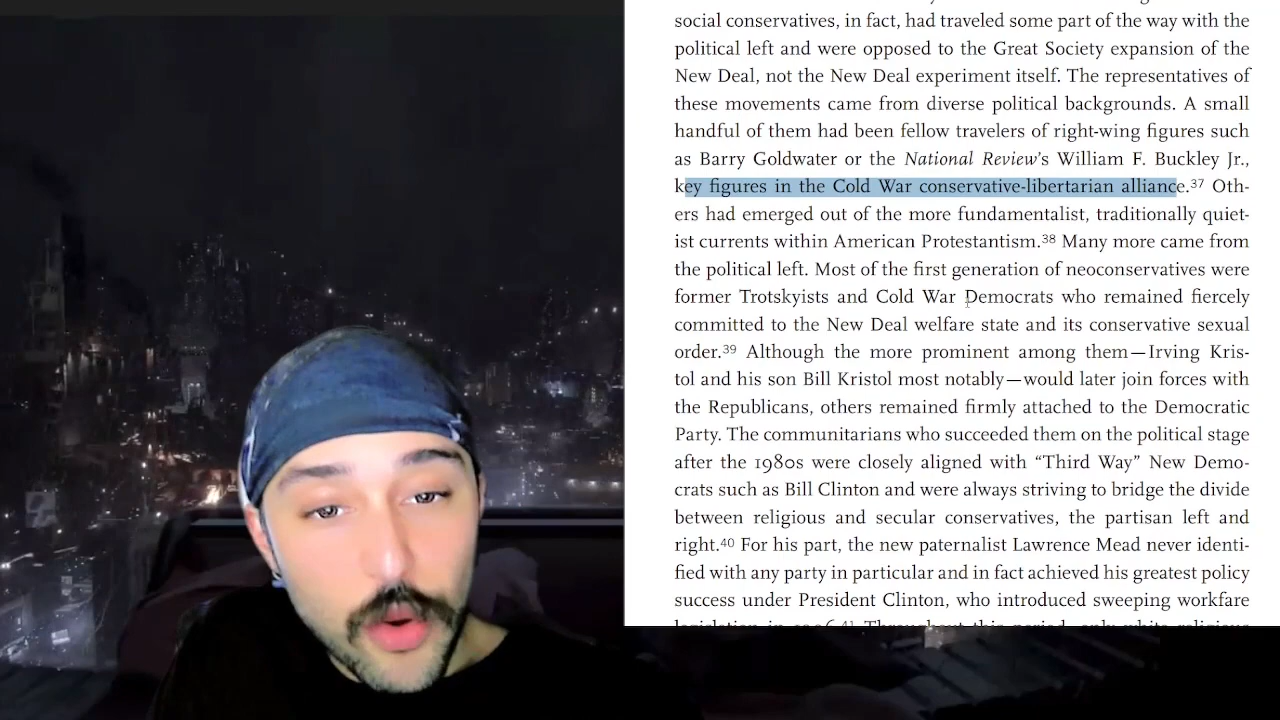 social conservatives, in fact, had traveled some part of the way with the
political left and were opposed to the Great Society expansion of the
New Deal, not the New Deal experiment itself. The representatives of
these movements came from diverse political backgrounds. A small
handful of them had been fellow travelers of right-wing figures such
as Barry Goldwater or the National Review's William F. Buckley Jr.,
key figures in the Cold War conservative-libertarian alliance.37 Oth-
ers had emerged out of the more fundamentalist, traditionally quiet-
ist currents within American Protestantism.38 Many more came from
the political left. Most of the first generation of neoconservatives were
former Trotskyists and Cold War Democrats who remained fiercely
committed to the New Deal welfare state and its conservative sexual
order.39 Although the more prominent among them—Irving Kris-
tol and his son Bill Kristol most notably—would later join forces with
the Republicans, others remained firmly attached to the Democratic
Party. The communitarians who succeeded them on the political stage
after the 1980s were closely aligned with “Third Way” New Demo-
crats such as Bill Clinton and were always striving to bridge the divide
between religious and secular conservatives, the partisan left and
right.40 For his part, the new paternalist Lawrence Mead never identi-
fied with any party in particular and in fact achieved his greatest policy
success under President Clinton, who introduced sweeping workfare